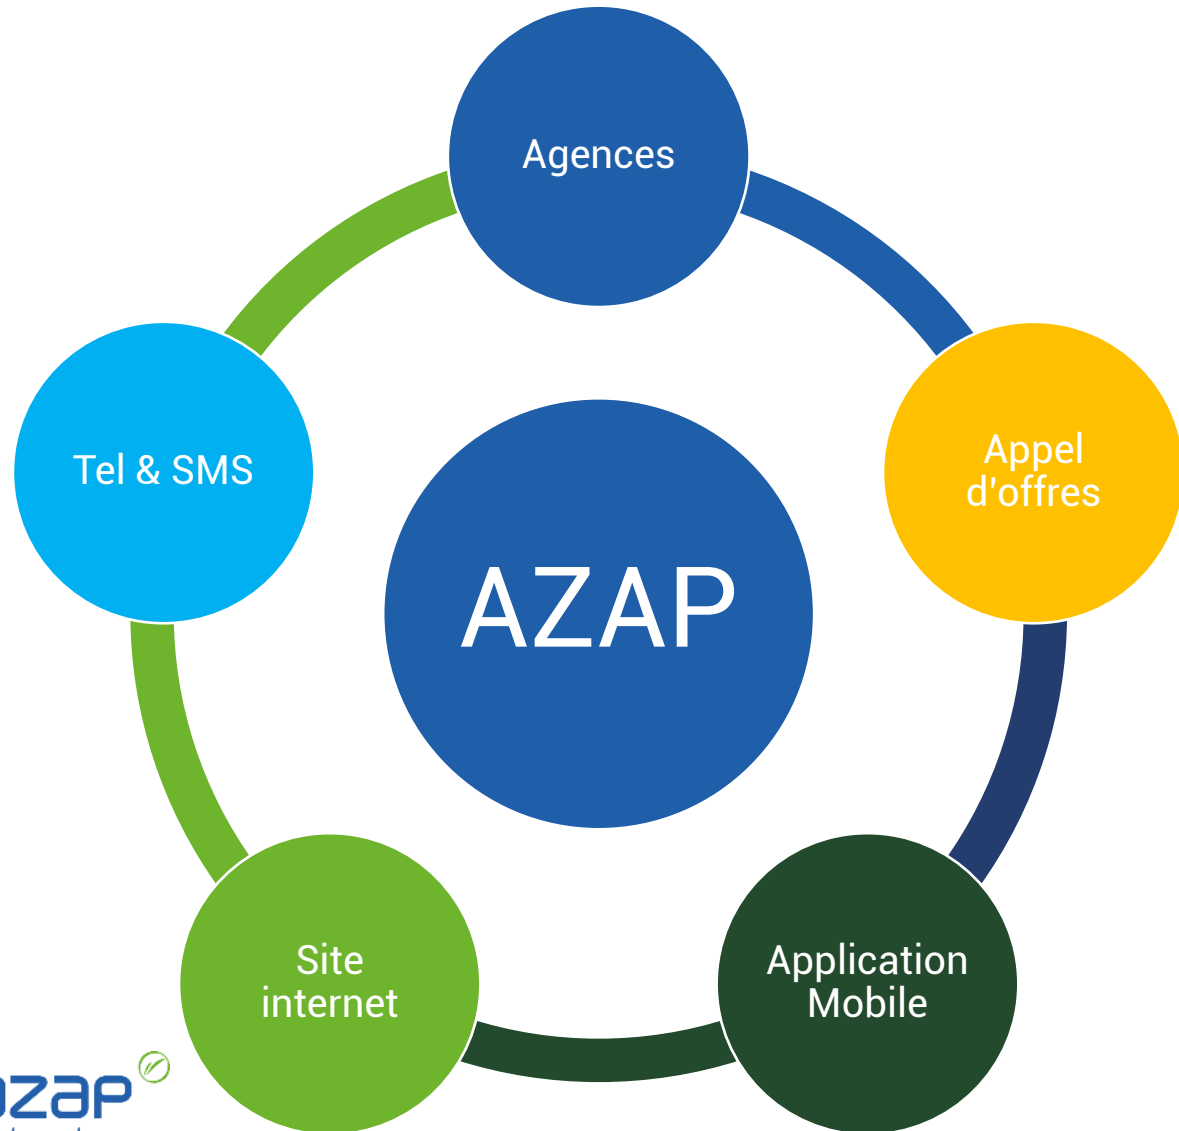 Agences
Appel
d'offres
Tel & SMS
AZAP
Application
Mobile
Site
internet
azap